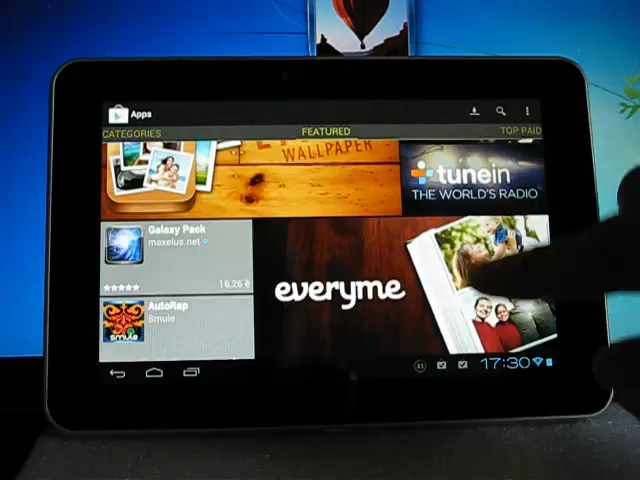 Apps
CATEGORIES
FEATURED
TOP PAID
WALLPAPER
tunein
THE WORLD'S RADIO
Galaxy Pack
maxelus.net
16,26 ₴
everyme
AutoRap
Smule
smule
17:30